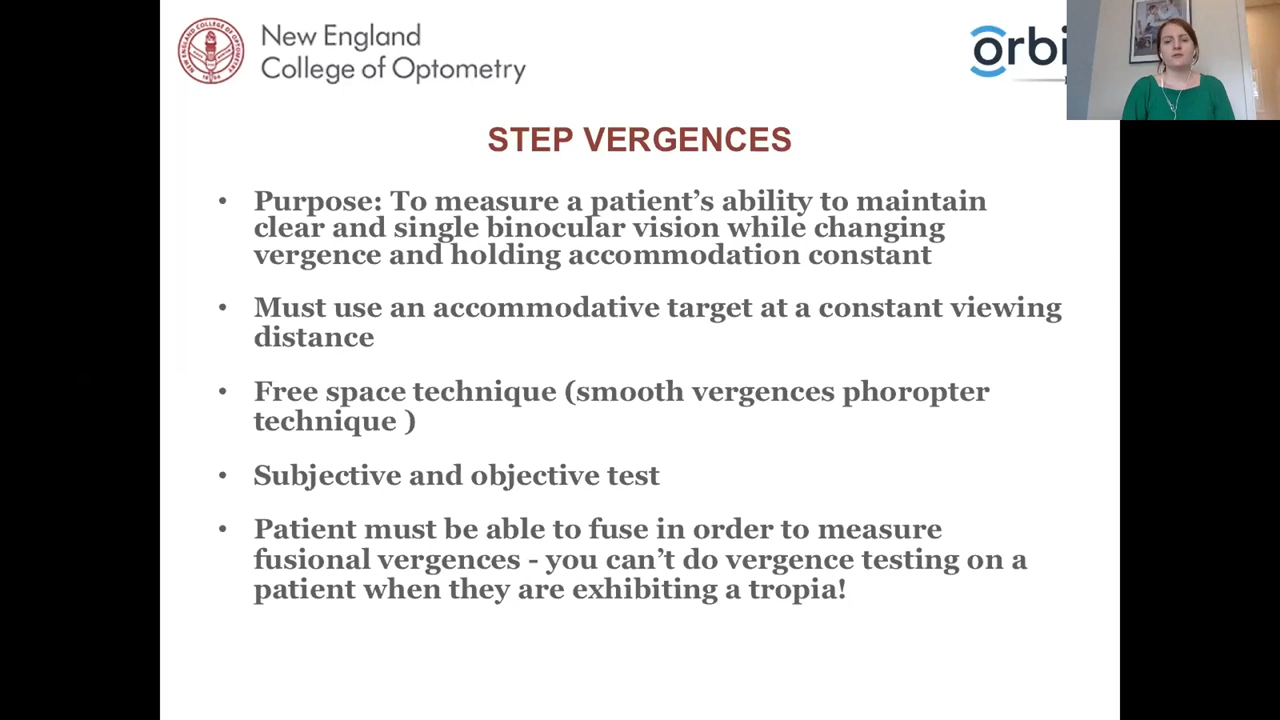 New England
College of Optometry
orbi
STEP VERGENCES
• Purpose: To measure a patient's ability to maintain
clear and single binocular vision while changing
vergence and holding accommodation constant
• Must use an accommodative target at a constant viewing
distance
• Free space technique (smooth vergences phoropter
technique )
• Subjective and objective test
• Patient must be able to fuse in order to measure
fusional vergences - you can't do vergence testing on a
patient when they are exhibiting a tropia!